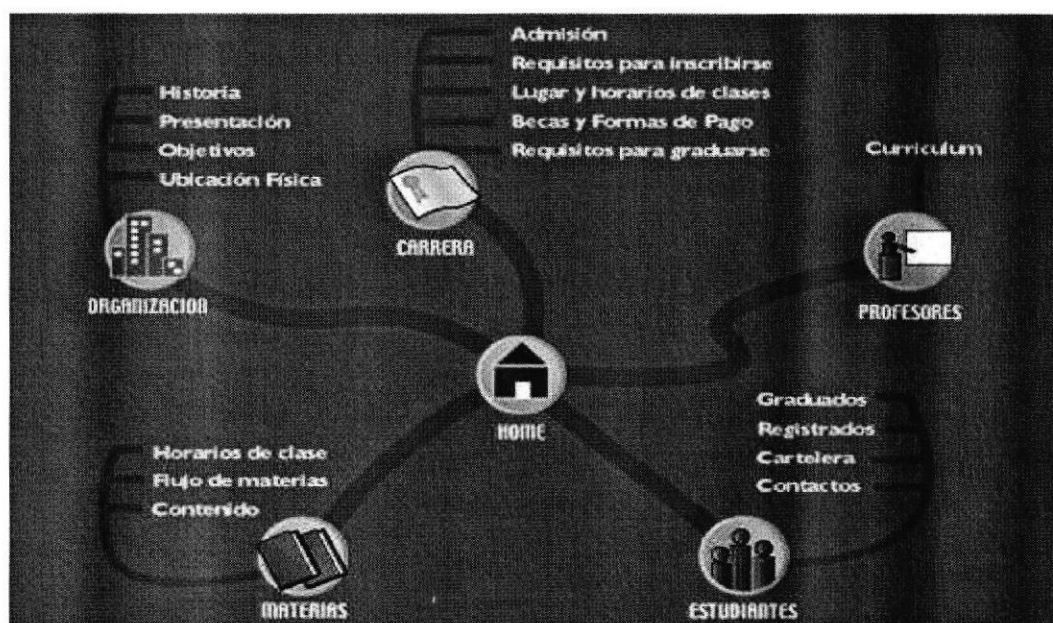 Admisión
Requisitos para inscribirse
Lugar y horarios de clases
Becas y Formas de Pago
Requisitos para graduarse
CARRERA
Historia
Presentación
Objetivos
Ubicación Física
ORGANIZACION
Curriculum
PROFESORES
HOME
Horarios de clase
Flujo de materias
Contenido
MATERIAS
Graduados
Registrados
Cartelera
Contactos
ESTUDIANTES